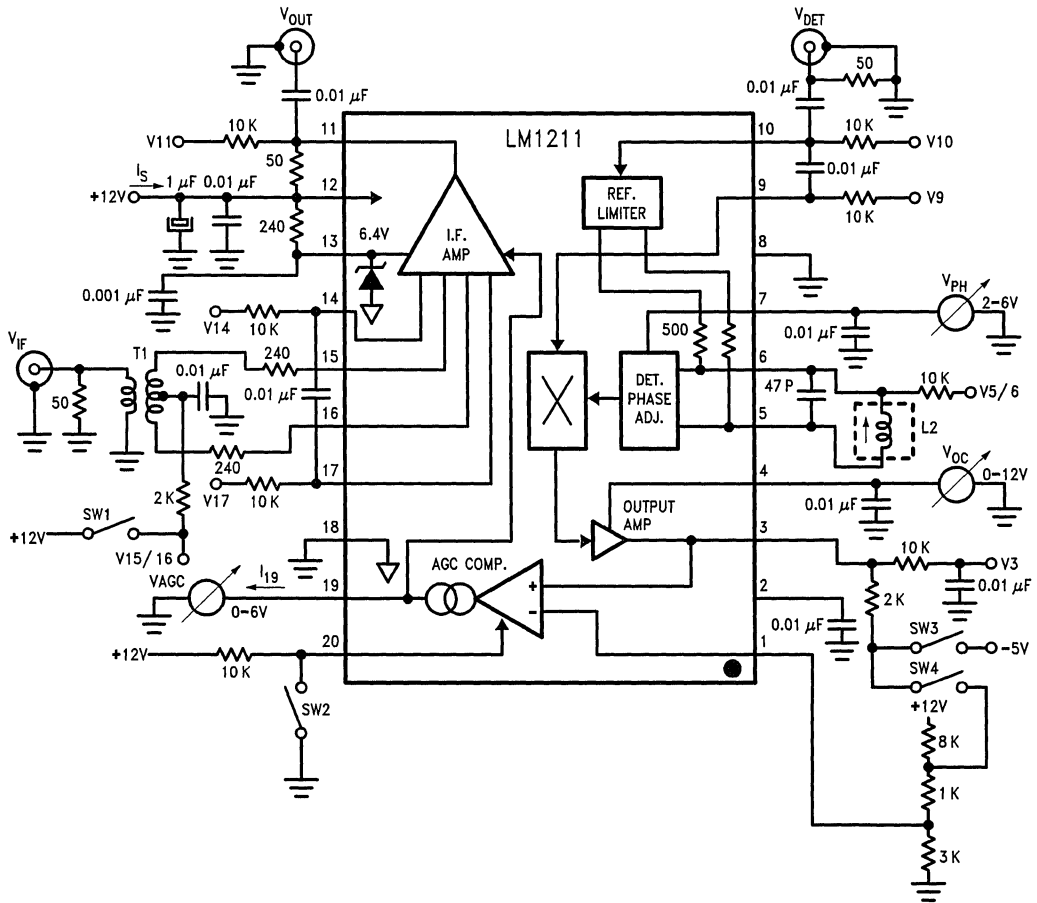 VOUT
VDET
50
0.01 µF
0.01 µF
10 K
11
LM1211
10
10 K
V11
V10
50
0.01 µF
IS
1 µF
0.01 µF
12
REF.
LIMITER
9
+12V
V9
10 K
240
6.4V
13
I.F.
AMP
8
VPH
0.001 µF
14
7
2-6V
V14
10 K
500
0.01 µF
VIF
T1
240
0.01 µF
15
6
10 K
V5/6
50
0.01 µF
DET.
PHASE
ADJ.
47 P
16
5
L2
240
VOC
17
4
0-12V
V17
10 K
2 K
OUTPUT
AMP
0.01 µF
SW1
+12V
18
3
10 K
V3
V15/16
AGC COMP.
VAGC
I19
19
2
2 K
0.01 µF
0-6V
+
−
0.01 µF
SW3
-5V
+12V
20
1
10 K
SW4
SW2
+12V
8 K
1 K
3 K